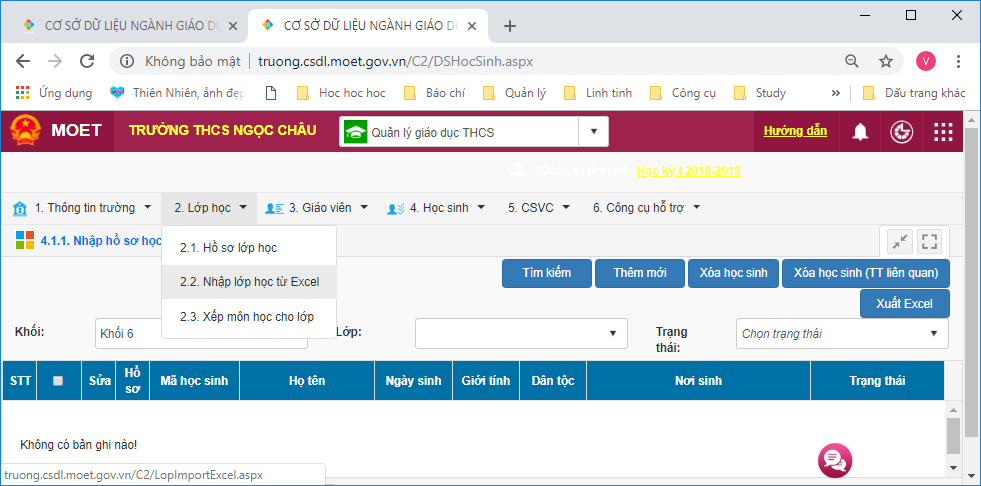 CƠ SỞ DỮ LIỆU NGÀNH GIÁO DỤ
CƠ SỞ DỮ LIỆU NGÀNH GIÁO DỤ
Không bảo mật truong.csdl.moet.gov.vn/C2/DSHocSinh.aspx V
Ứng dụng Thiên Nhiên, ảnh đẹp Hoc hoc hoc Báo chí Quản lý Linh tinh Công cụ Study » Dấu trang khác
MOET TRƯỜNG THCS NGỌC CHÂU Quản lý giáo dục THCS Hướng dẫn
Học kỳ I 2018-2019
1. Thông tin trường 2. Lớp học 3. Giáo viên 4. Học sinh 5. CSVC 6. Công cụ hỗ trợ
4.1.1. Nhập hồ sơ học
2.1. Hồ sơ lớp học
2.2. Nhập lớp học từ Excel
2.3. Xếp môn học cho lớp
Tìm kiếm Thêm mới Xóa học sinh Xóa học sinh (TT liên quan)
Xuất Excel
Khối: Khối 6 Lớp: Trạng thái: Chọn trạng thái
STT Sửa Hồ sơ Mã học sinh Họ tên Ngày sinh Giới tính Dân tộc Nơi sinh Trạng thái
Không có bản ghi nào!
truong.csdl.moet.gov.vn/C2/LopImportExcel.aspx